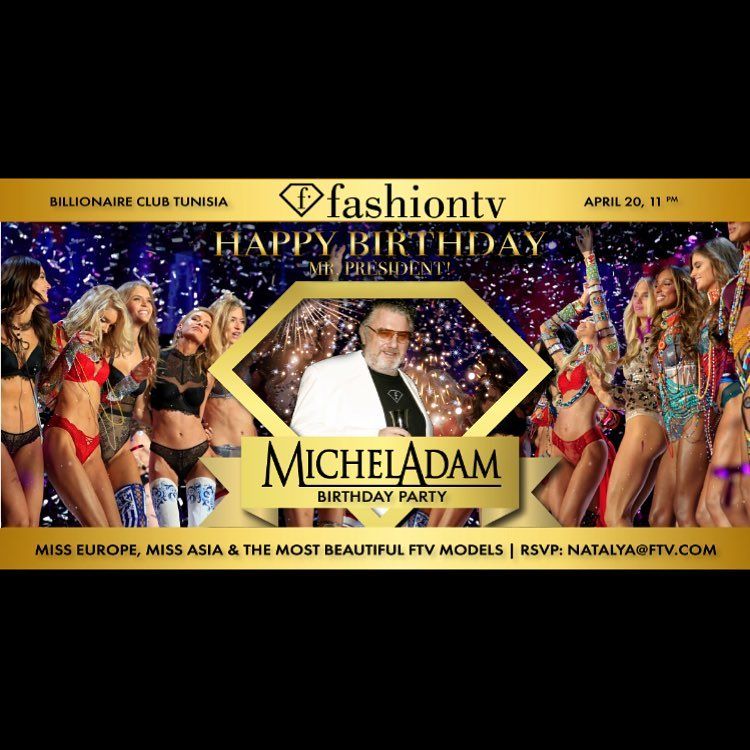 BILLIONAIRE CLUB TUNISIA
f
fashiontv
APRIL 20, 11 PM
HAPPY BIRTHDAY
MR. PRESIDENT!
MICHELADAM
BIRTHDAY PARTY
MISS EUROPE, MISS ASIA & THE MOST BEAUTIFUL FTV MODELS | RSVP: NATALYA@FTV.COM